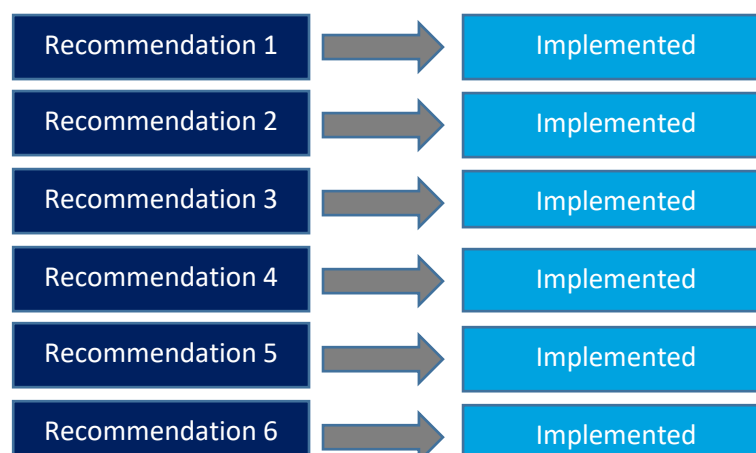 Recommendation 1 Implemented
Recommendation 2 Implemented
Recommendation 3 Implemented
Recommendation 4 Implemented
Recommendation 5 Implemented
Recommendation 6 Implemented